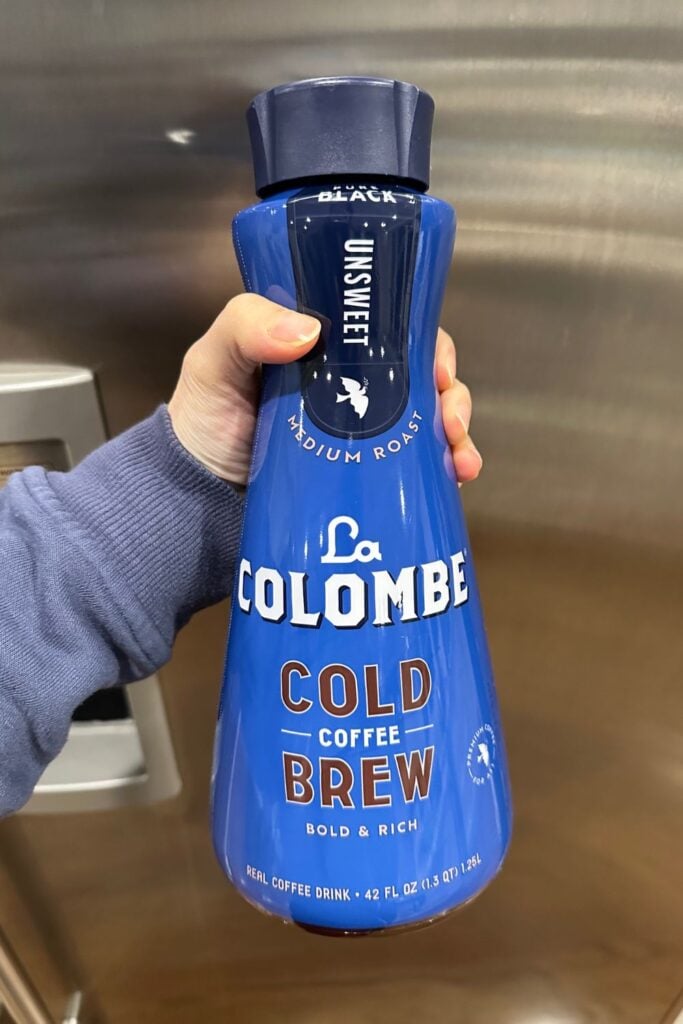 BLACK
UNSWEET
MEDIUM ROAST
La
COLOMBE
COLD
COFFEE
BREW
BOLD & RICH
REAL COFFEE DRINK • 42 FL OZ (1.3 QT) 1.25L
PREMIUM